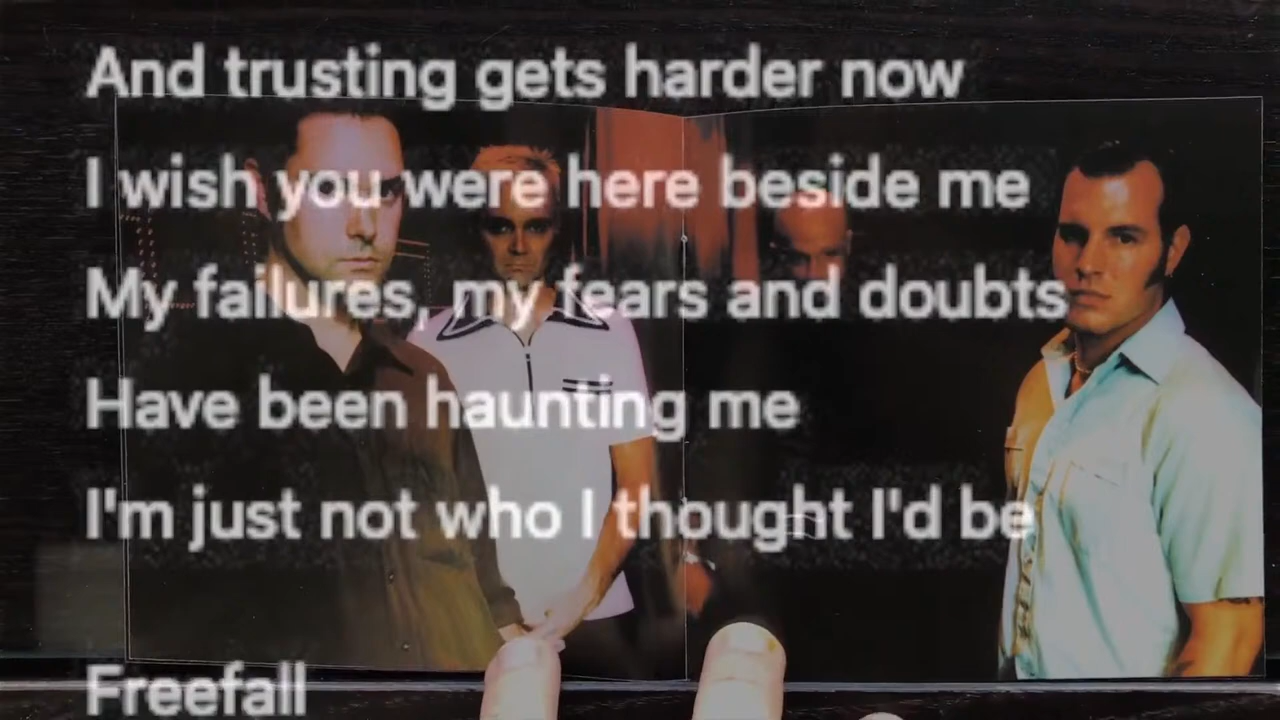 And trusting gets harder now
I wish you were here beside me
My failures, my fears and doubts
Have been haunting me
I'm just not who I thought I'd be
Freefall